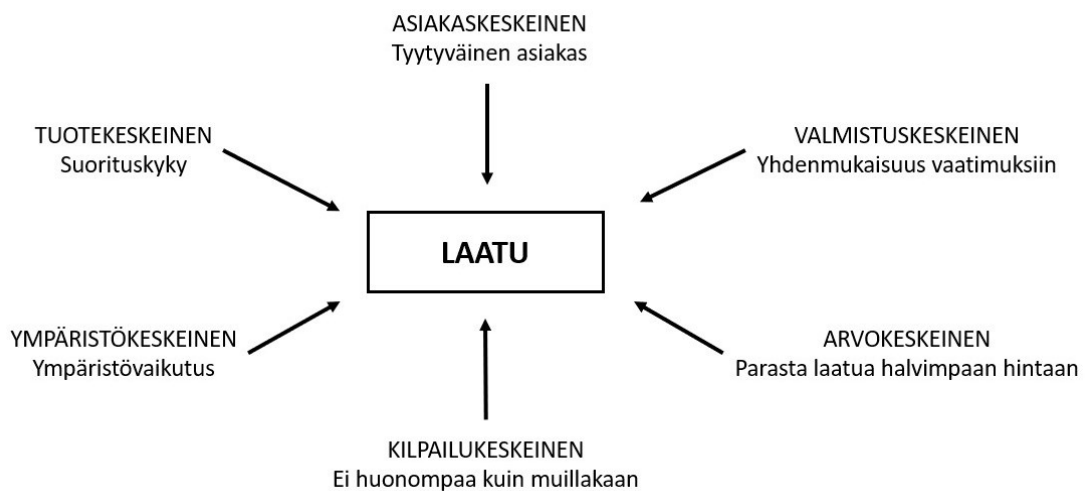 ASIAKASKESKEINEN
Tyytyväinen asiakas
TUOTEKESKEINEN
Suorituskyky
VALMISTUSKESKEINEN
Yhdenmukaisuus vaatimuksiin
LAATU
YMPÄRISTÖKESKEINEN
Ympäristövaikutus
ARVOKESKEINEN
Parasta laatua halvimpaan hintaan
KILPAILUKESKEINEN
Ei huonompaa kuin muillakaan